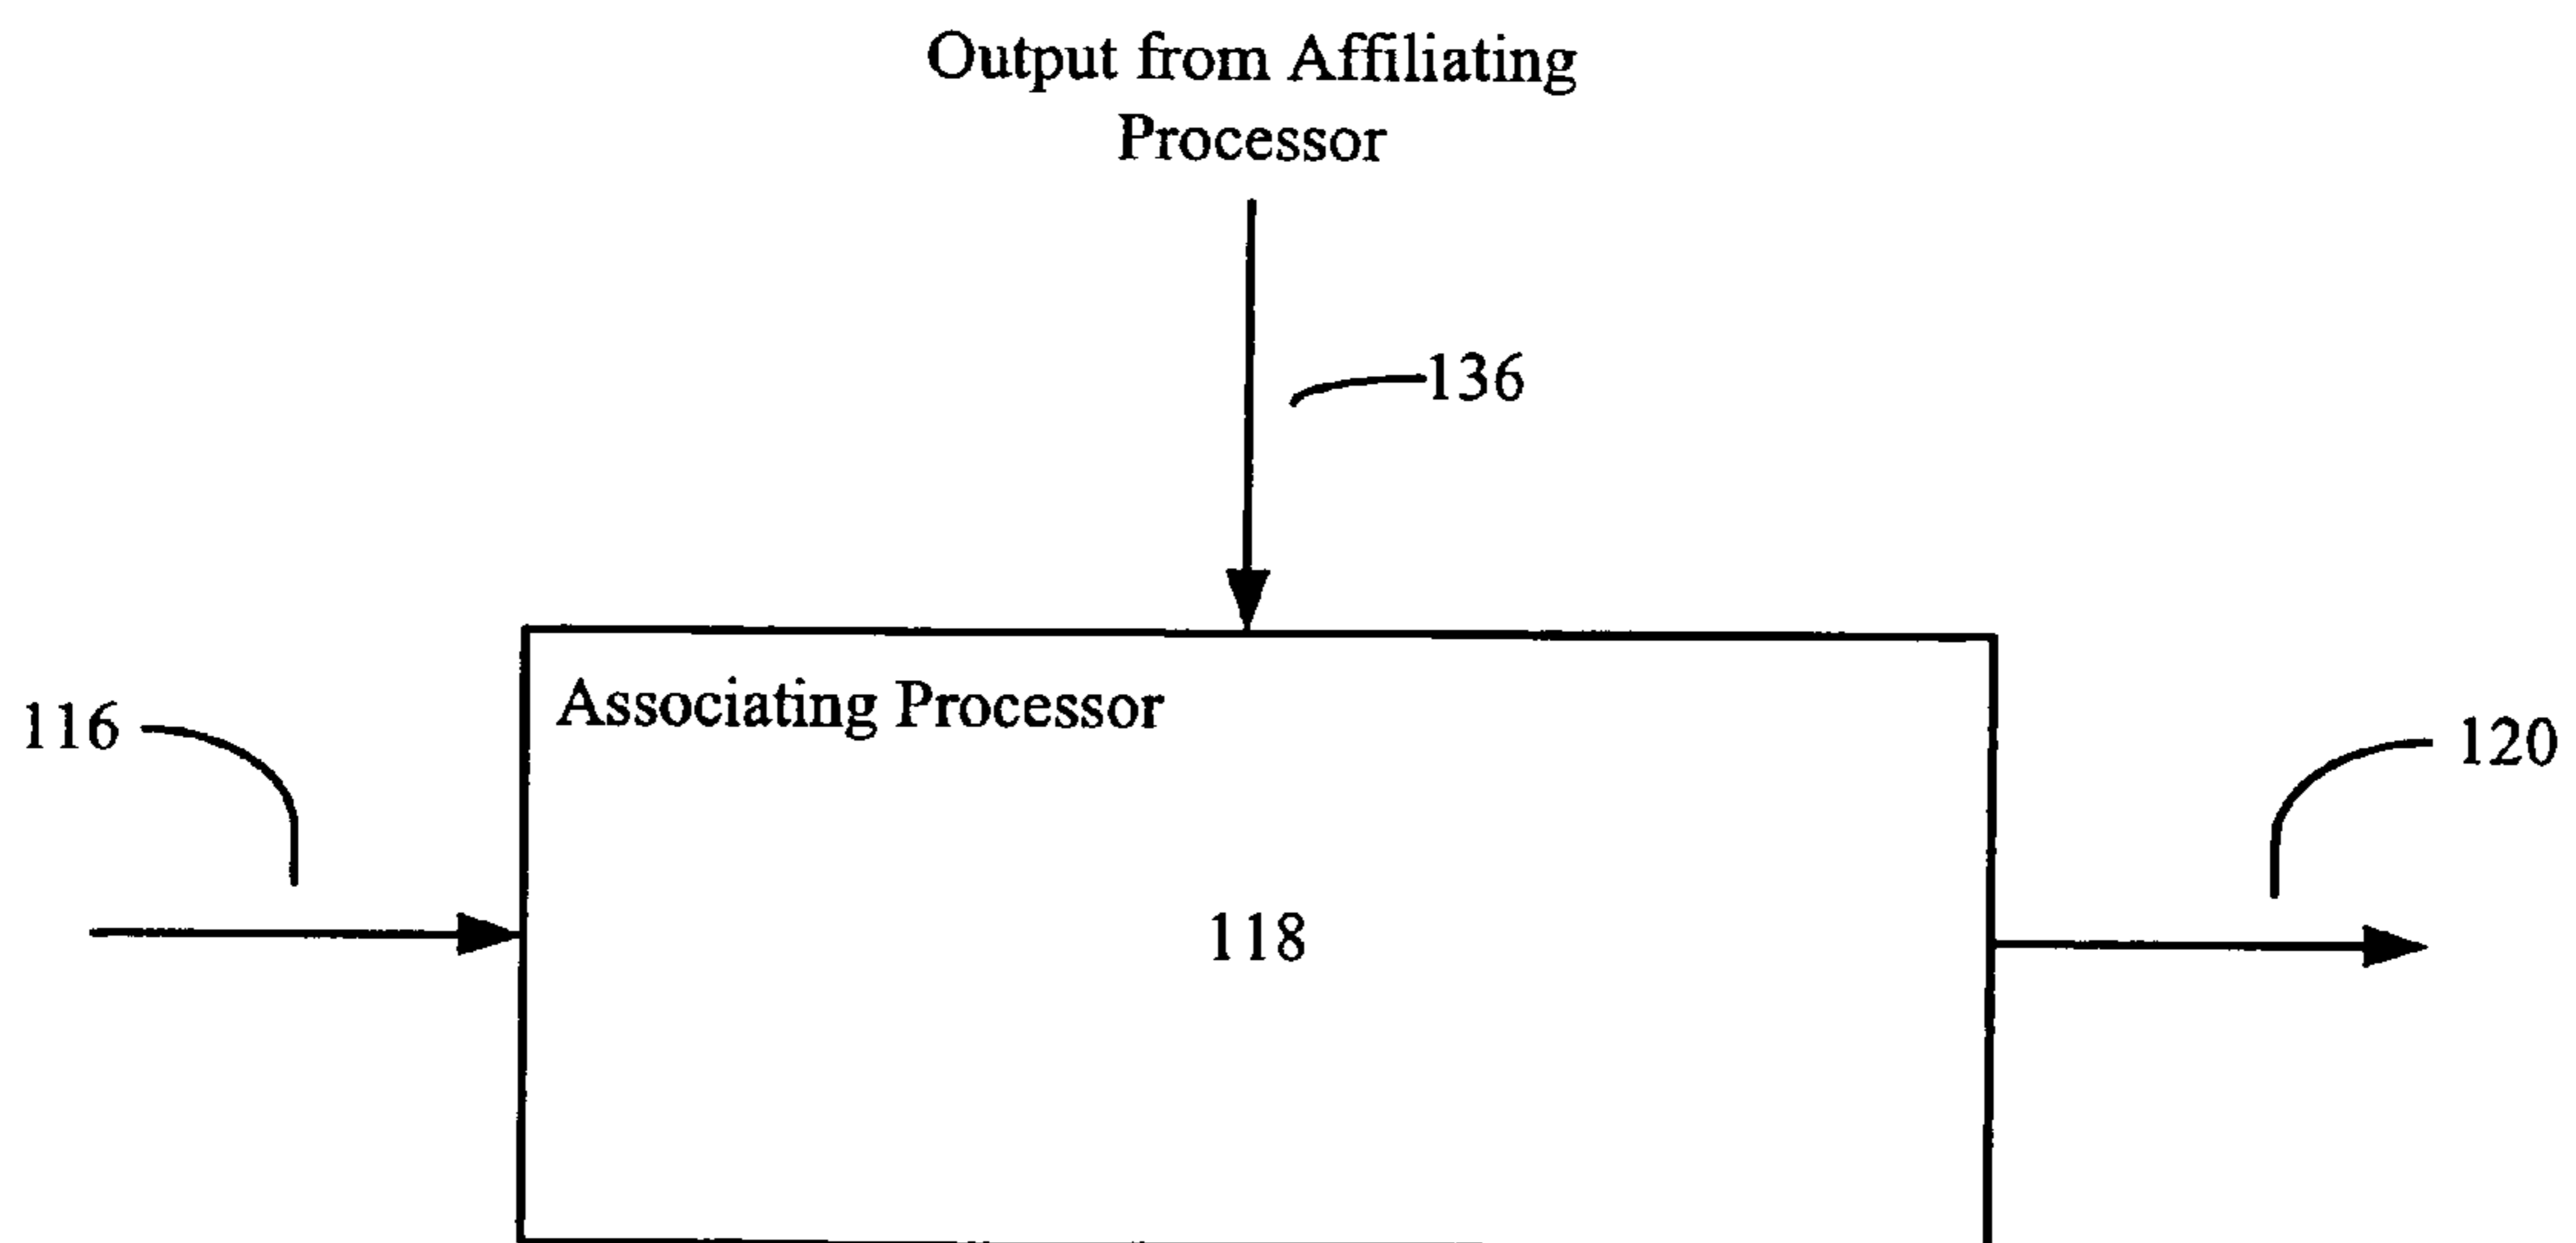 Output from Affiliating
Processor
136
Associating Processor
116
120
118